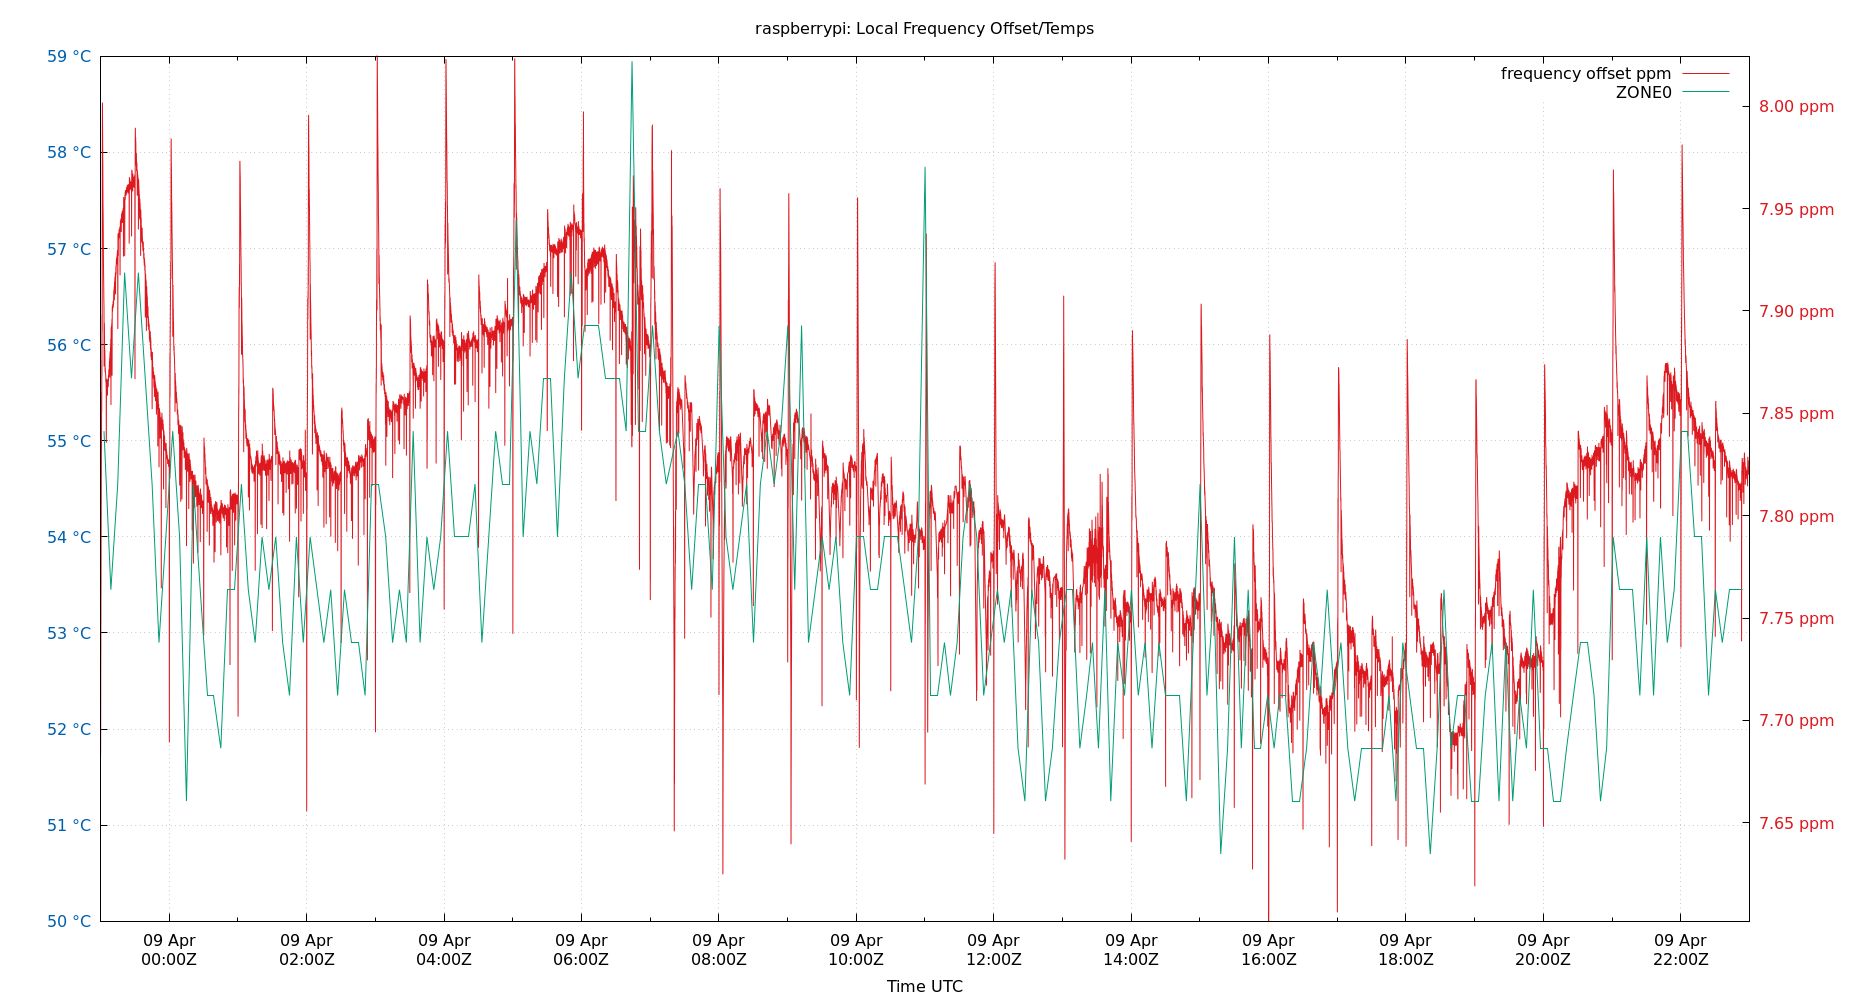 raspberrypi: Local Frequency Offset/Temps
59 °C
58 °C
57 °C
56 °C
55 °C
54 °C
53 °C
52 °C
51 °C
50 °C
frequency offset ppm
ZONE0
8.00 ppm
7.95 ppm
7.90 ppm
7.85 ppm
7.80 ppm
7.75 ppm
7.70 ppm
7.65 ppm
09 Apr
00:00Z
09 Apr
02:00Z
09 Apr
04:00Z
09 Apr
06:00Z
09 Apr
08:00Z
09 Apr
10:00Z
09 Apr
12:00Z
09 Apr
14:00Z
09 Apr
16:00Z
09 Apr
18:00Z
09 Apr
20:00Z
09 Apr
22:00Z
Time UTC